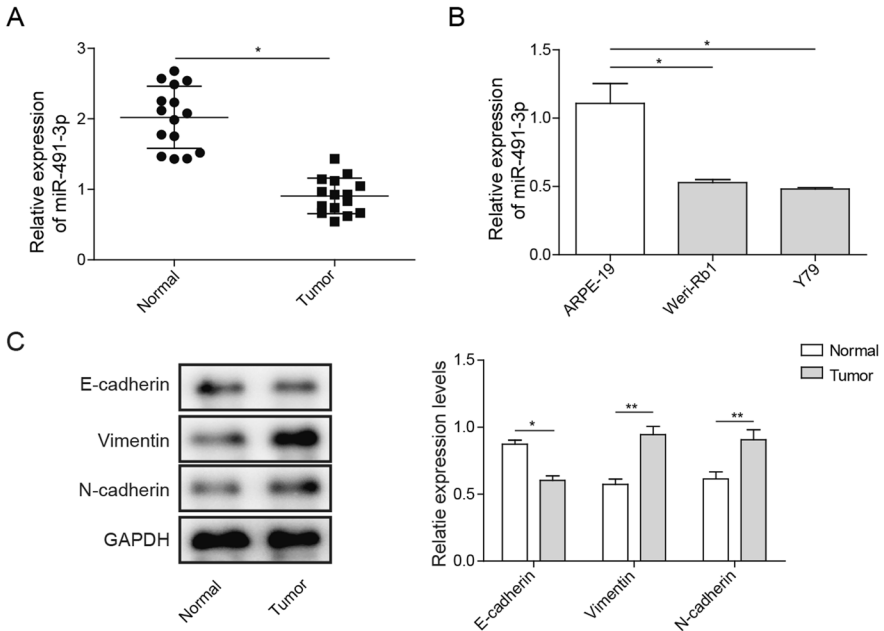 A
Relative expression
of miR-491-3p
3
2
1
0
*
Normal
Tumor
B
Relative expression
of miR-491-3p
1.5
1.0
0.5
0.0
*
*
ARPE-19
Weri-Rb1
Y79
C
E-cadherin
Vimentin
N-cadherin
GAPDH
Normal
Tumor
Relatie expression levels
1.5
1.0
0.5
0.0
*
**
**
E-cadherin
Vimentin
N-cadherin
Normal
Tumor